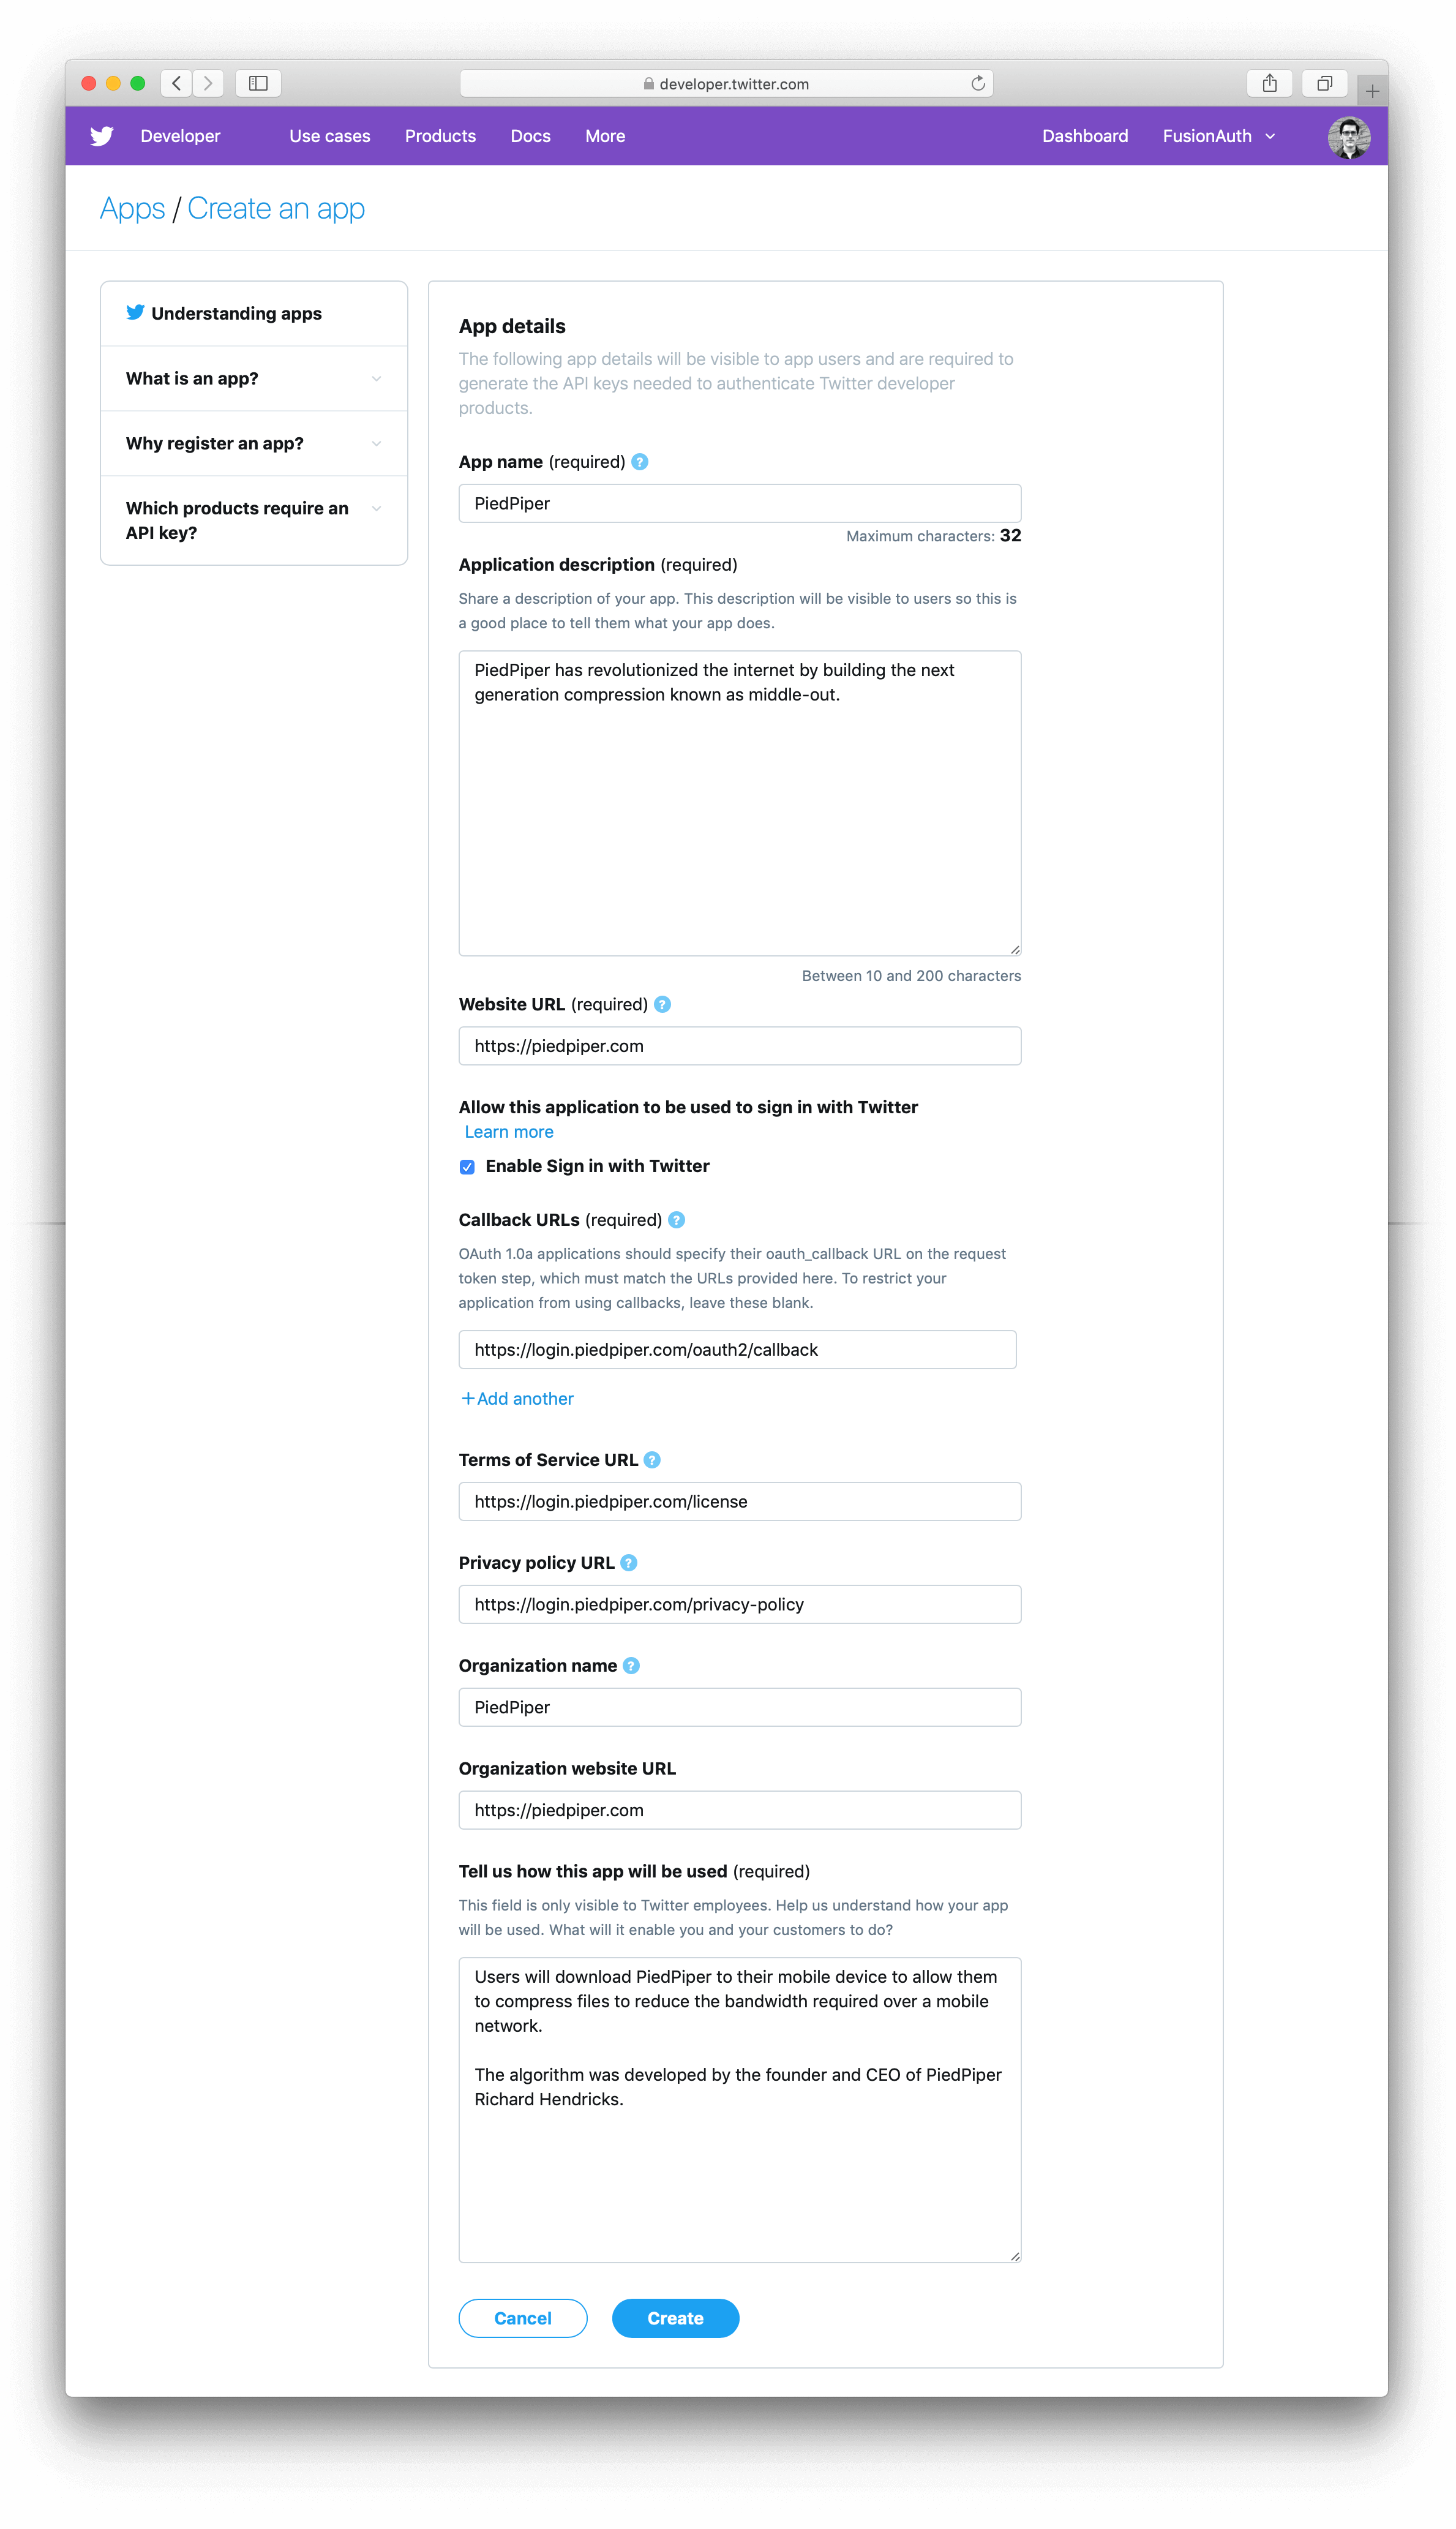 developer.twitter.com
Developer Use cases Products Docs More Dashboard FusionAuth
Apps / Create an app
Understanding apps
What is an app?
Why register an app?
Which products require an
API key?
App details
The following app details will be visible to app users and are required to
generate the API keys needed to authenticate Twitter developer
products.
App name (required) ?
PiedPiper
Maximum characters: 32
Application description (required)
Share a description of your app. This description will be visible to users so this is
a good place to tell them what your app does.
PiedPiper has revolutionized the internet by building the next
generation compression known as middle-out.
Between 10 and 200 characters
Website URL (required) ?
https://piedpiper.com
Allow this application to be used to sign in with Twitter
Learn more
Enable Sign in with Twitter
Callback URLs (required) ?
OAuth 1.0a applications should specify their oauth_callback URL on the request
token step, which must match the URLs provided here. To restrict your
application from using callbacks, leave these blank.
https://login.piedpiper.com/oauth2/callback
+Add another
Terms of Service URL ?
https://login.piedpiper.com/license
Privacy policy URL ?
https://login.piedpiper.com/privacy-policy
Organization name ?
PiedPiper
Organization website URL
https://piedpiper.com
Tell us how this app will be used (required)
This field is only visible to Twitter employees. Help us understand how your app
will be used. What will it enable you and your customers to do?
Users will download PiedPiper to their mobile device to allow them
to compress files to reduce the bandwidth required over a mobile
network.
The algorithm was developed by the founder and CEO of PiedPiper
Richard Hendricks.
Cancel Create